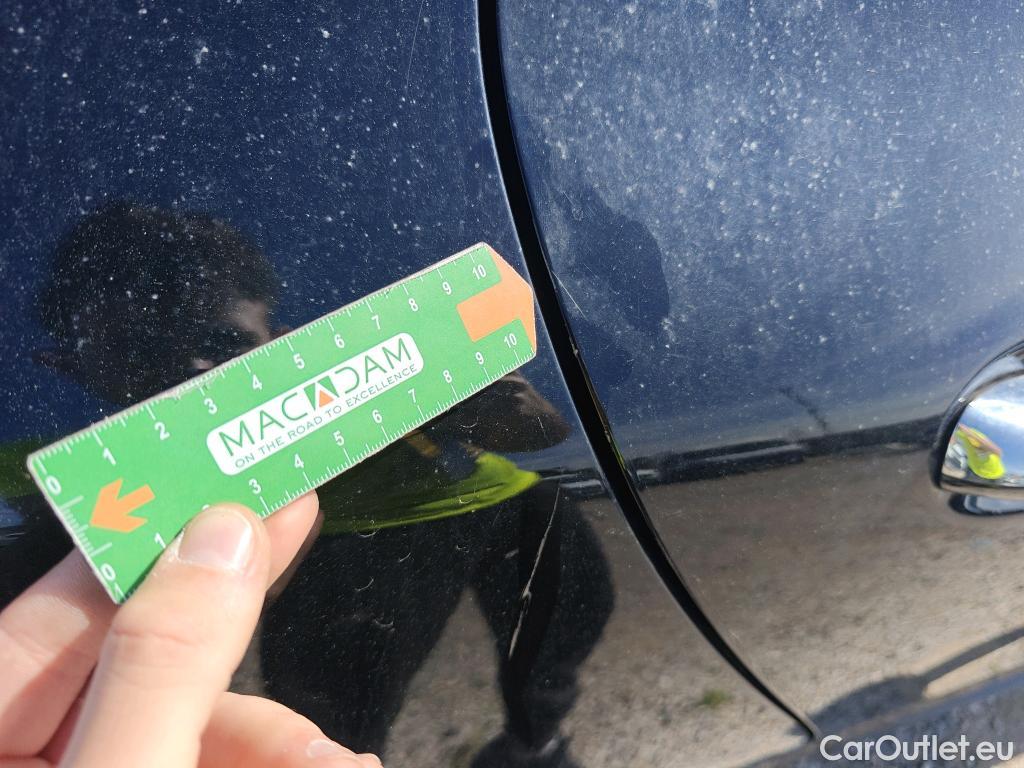 0 1 2 3 4 5 6 7 8 9 10
MACADAM
ON THE ROAD TO EXCELLENCE
0 1 3 4 5 6 7 8 9 10
CarOutlet.eu